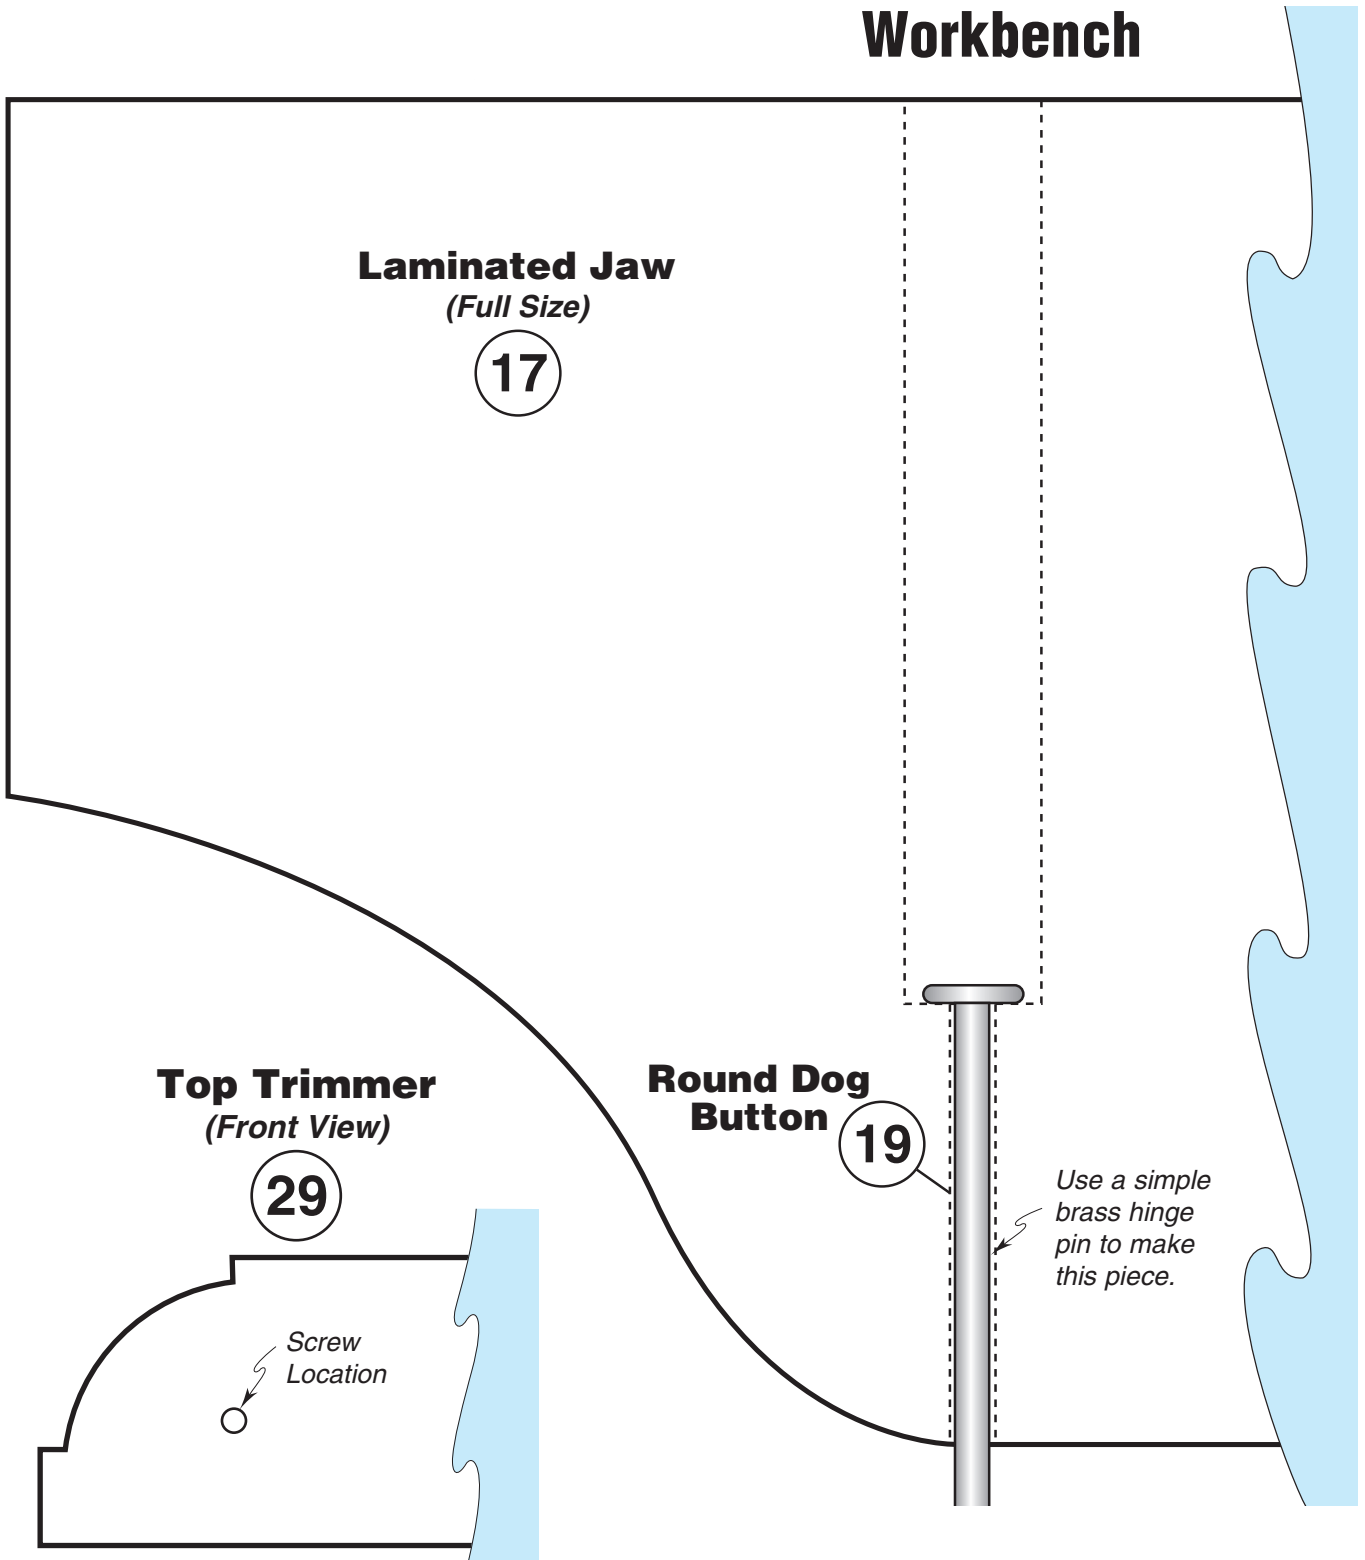 Workbench
Laminated Jaw
(Full Size)
17
Top Trimmer
(Front View)
29
Screw
Location
Round Dog
Button
19
Use a simple
brass hinge
pin to make
this piece.